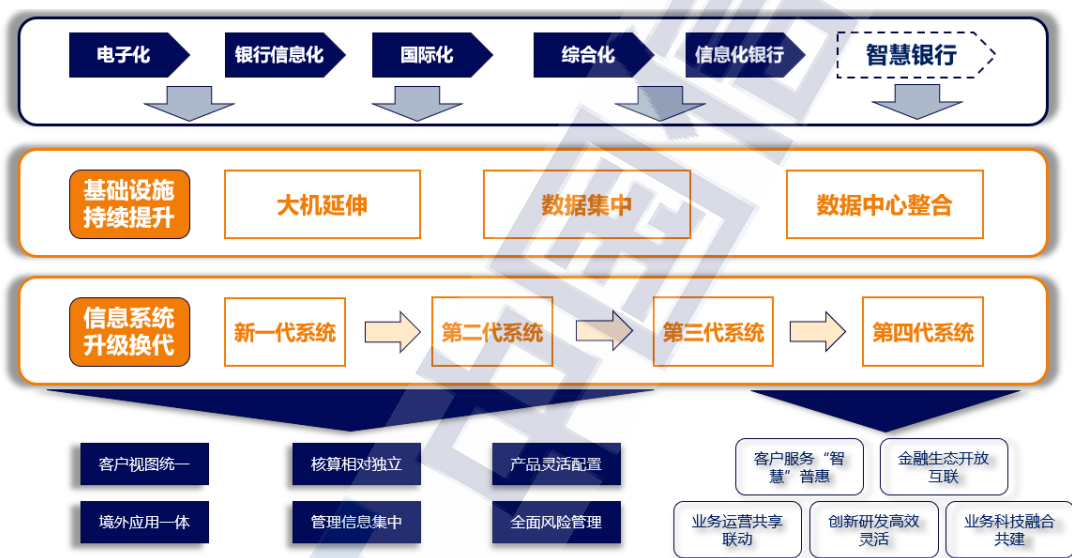 电子化
银行信息化
国际化
综合化
信息化银行
智慧银行
基础设施
持续提升
大机延伸
数据集中
数据中心整合
信息系统
升级换代
新一代系统
第二代系统
第三代系统
第四代系统
客户视图统一
核算相对独立
产品灵活配置
客户服务“智
慧”普惠
金融生态开放
互联
境外应用一体
管理信息集中
全面风险管理
业务运营共享
联动
创新研发高效
灵活
业务科技融合
共建